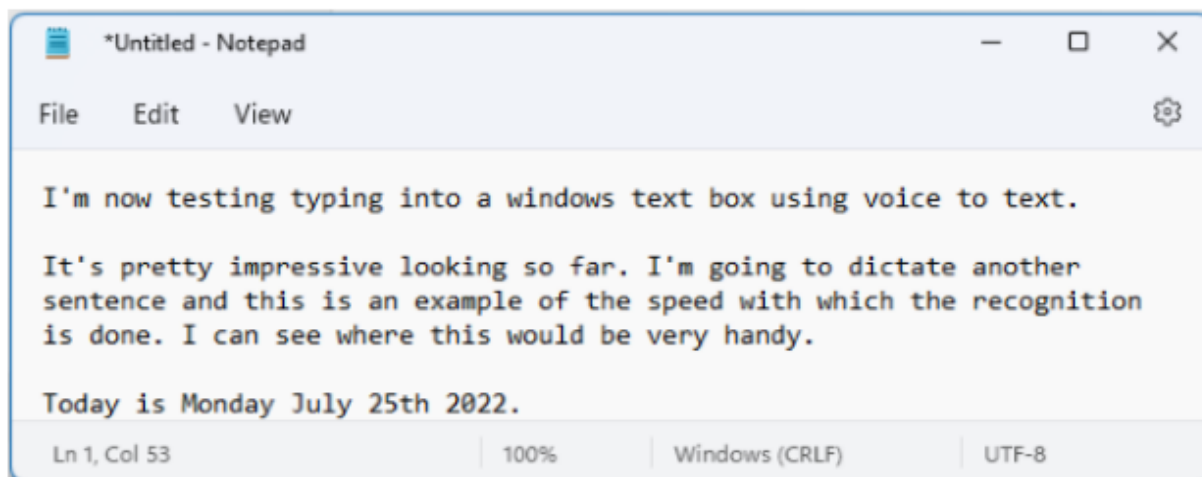 *Untitled - Notepad
File Edit View
I'm now testing typing into a windows text box using voice to text.
It's pretty impressive looking so far. I'm going to dictate another
sentence and this is an example of the speed with which the recognition
is done. I can see where this would be very handy.
Today is Monday July 25th 2022.
Ln 1, Col 53 100% Windows (CRLF) UTF-8